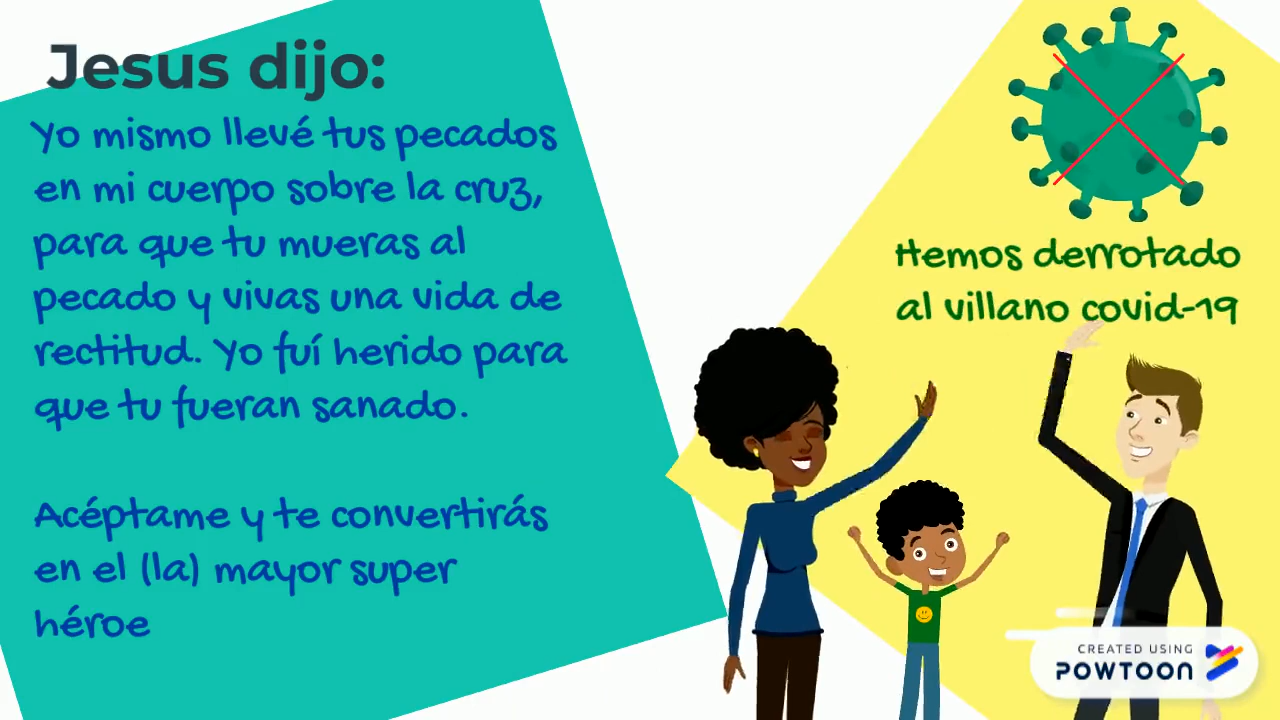 Jesus dijo:
Yo mismo llevé tus pecados
en mi cuerpo sobre la cruz,
para que tu mueras al
pecado y vivas una vida de
rectitud. Yo fuí herido para
que tu fueran sanado.
Acéptame y te convertirás
en el (la) mayor super
héroe
Hemos derrotado
al villano covid-19
CREATED USING
POWTOON